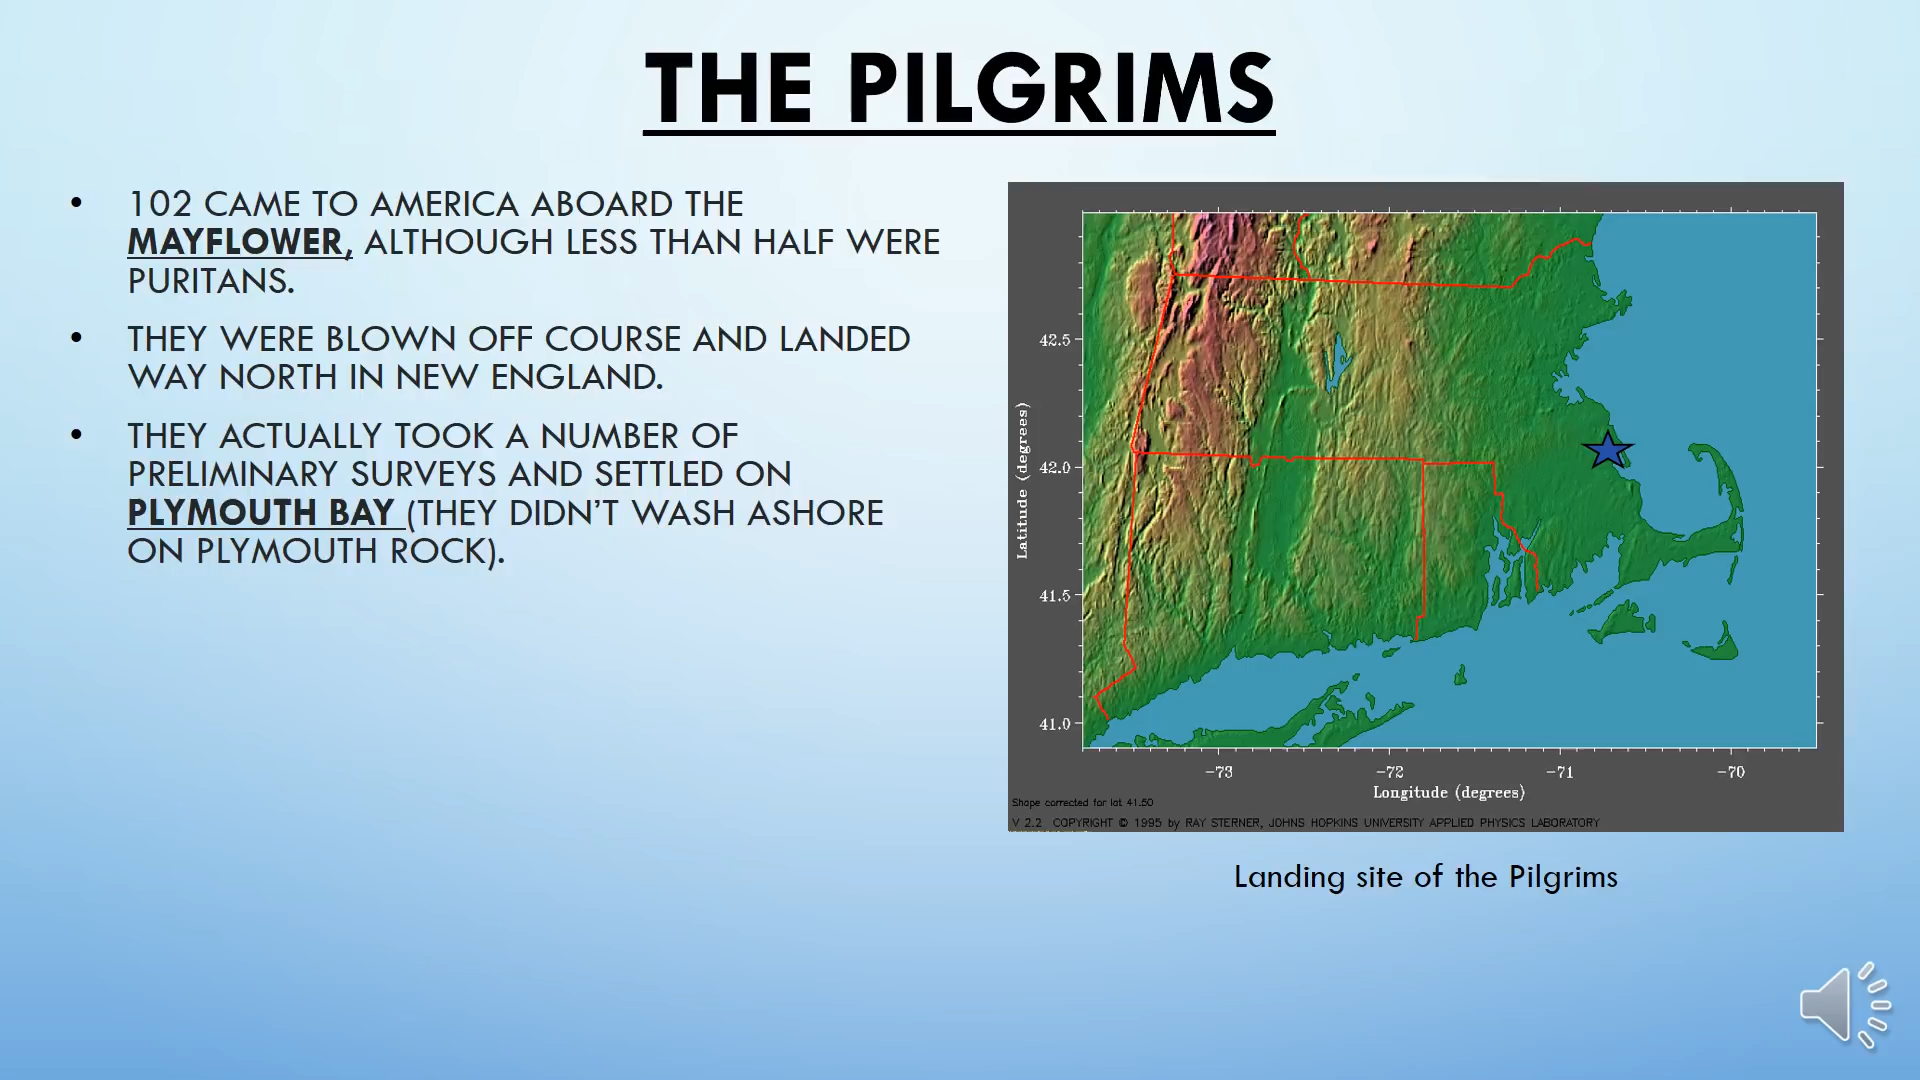 THE PILGRIMS
• 102 CAME TO AMERICA ABOARD THE
MAYFLOWER, ALTHOUGH LESS THAN HALF WERE
PURITANS.
• THEY WERE BLOWN OFF COURSE AND LANDED
WAY NORTH IN NEW ENGLAND.
• THEY ACTUALLY TOOK A NUMBER OF
PRELIMINARY SURVEYS AND SETTLED ON
PLYMOUTH BAY (THEY DIDN’T WASH ASHORE
ON PLYMOUTH ROCK).
Latitude (degrees)
42.5
42.0
41.5
41.0
-73 -72 -71 -70
Longitude (degrees)
Shape corrected for lat 41.50
V 2.2 COPYRIGHT © 1995 by RAY STERNER, JOHNS HOPKINS UNIVERSITY APPLIED PHYSICS LABORATORY
Landing site of the Pilgrims